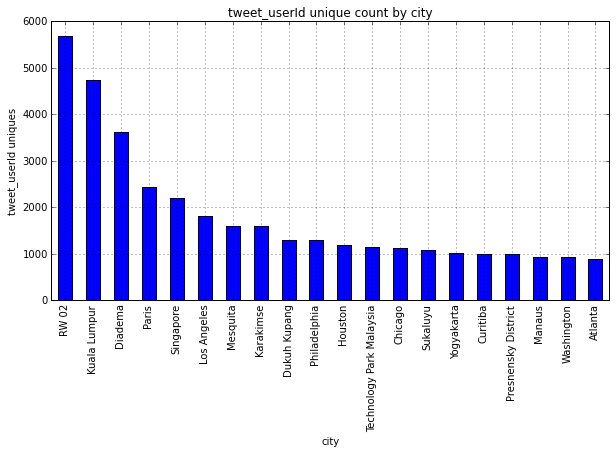 tweet_userId unique count by city
tweet_userId uniques
6000
5000
4000
3000
2000
1000
0
RW 02
Kuala Lumpur
Diadema
Paris
Singapore
Los Angeles
Mesquita
Karakimse
Dukuh Kupang
Philadelphia
Houston
Technology Park Malaysia
Chicago
Sukaluyu
Yogyakarta
Curitiba
Presnensky District
Manaus
Washington
Atlanta
city